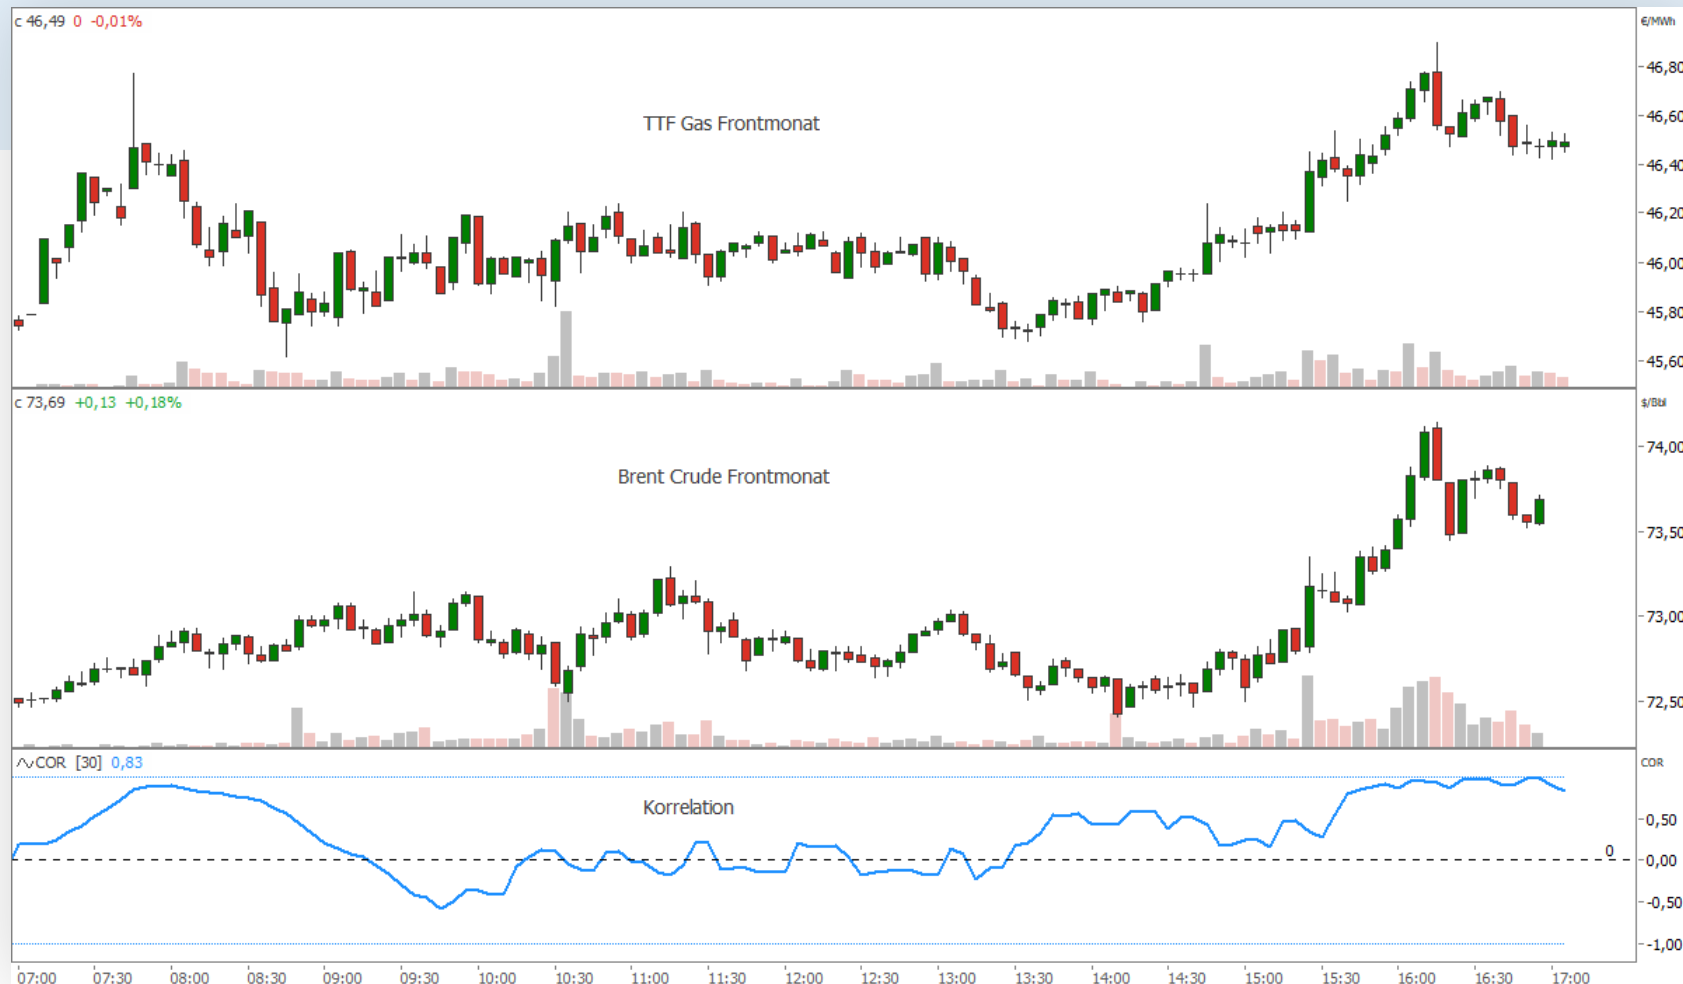 c 46,49 0 -0,01%
€/MWh
46,80
TTF Gas Frontmonat
46,60
46,40
46,20
46,00
45,80
45,60
c 73,69 +0,13 +0,18%
$/Bbl
74,00
Brent Crude Frontmonat
73,50
73,00
72,50
COR [30] 0,83
COR
Korrelation
0,50
0
0,00
-0,50
-1,00
07:00 07:30 08:00 08:30 09:00 09:30 10:00 10:30 11:00 11:30 12:00 12:30 13:00 13:30 14:00 14:30 15:00 15:30 16:00 16:30 17:00